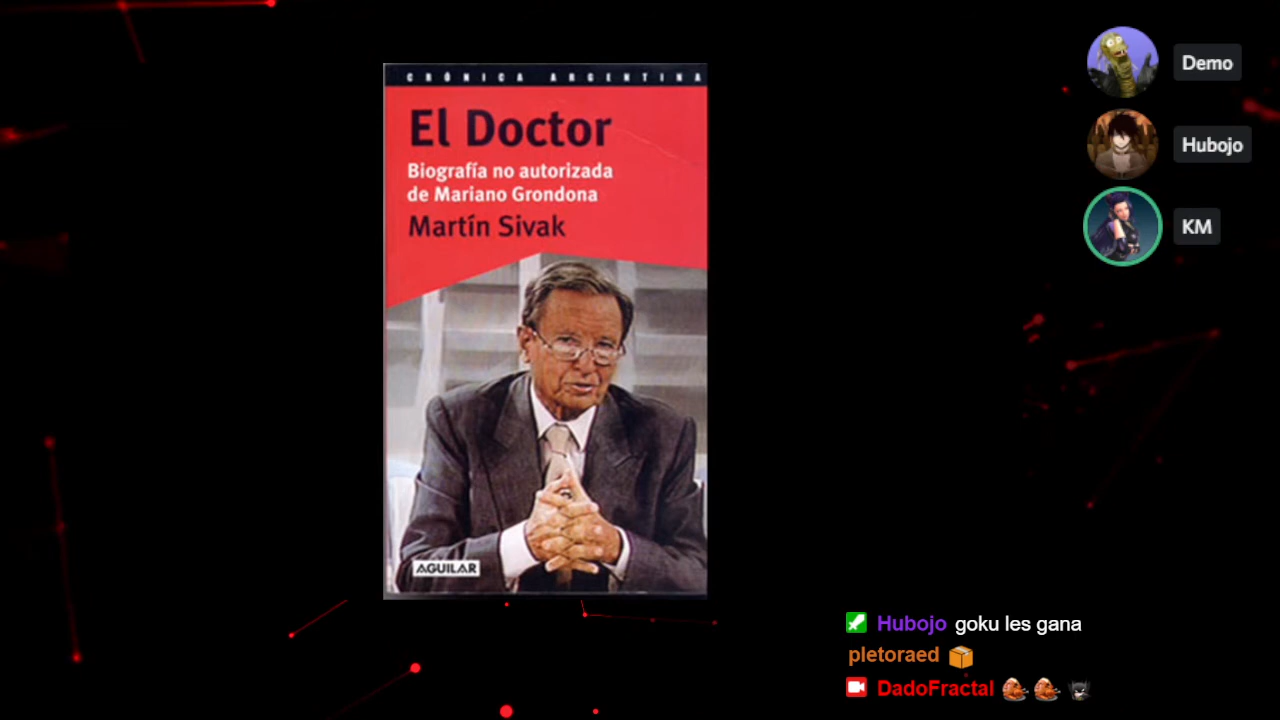 CRÓNICA ARGENTINA
El Doctor
Biografía no autorizada
de Mariano Grondona
Martín Sivak
AGUILAR
Demo
Hubojo
KM
Hubojo goku les gana
pletoraed
DadoFractal